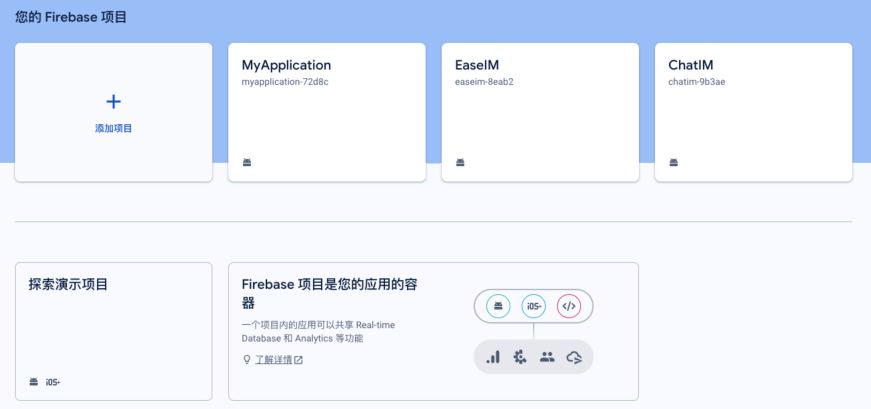 您的 Firebase 项目
添加项目
MyApplication
myapplication-72d8c
EaseIM
easeim-8eab2
ChatIM
chatim-9b3ae
探索演示项目
iOS+
Firebase 项目是您的应用的容
器
一个项目内的应用可以共享 Real-time
Database 和 Analytics 等功能
了解详情
iOS+
</>